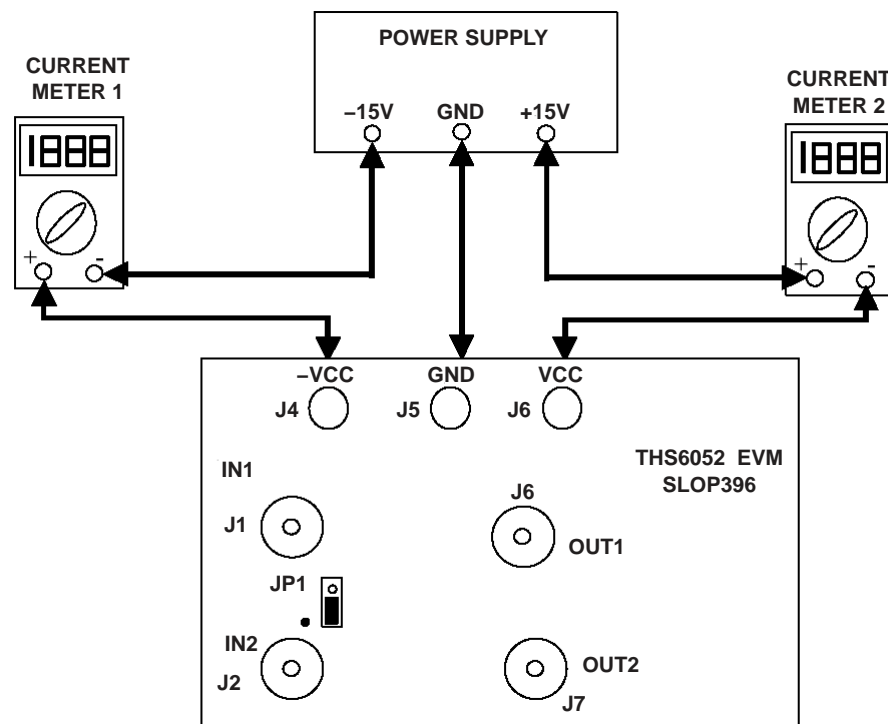 POWER SUPPLY
–15V GND +15V
CURRENT
METER 1
1888
+ -
CURRENT
METER 2
1888
+ -
–VCC GND VCC
J4 J5 J6
THS6052 EVM
SLOP396
IN1
J1
J6
OUT1
JP1
IN2
J2
OUT2
J7